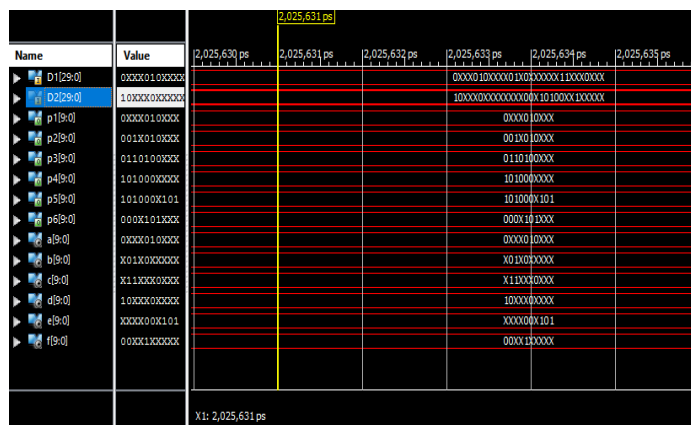 2,025,631 ps
Name Value 2,025,630 ps 2,025,631 ps 2,025,632 ps 2,025,633 ps 2,025,634 ps 2,025,635 ps
D1[29:0] 0XXX010XXXX 0XXX010XXXX01X0XXXXXX11XXX0XXX
D2[29:0] 10XXX0XXXXX 10XXX0XXXXXXXX00X10100XX1XXXXX
p1[9:0] 0XXX010XXX 0XXX010XXX
p2[9:0] 001X010XXX 001X010XXX
p3[9:0] 0110100XXX 0110100XXX
p4[9:0] 101000XXXX 101000XXXX
p5[9:0] 101000X101 101000X101
p6[9:0] 000X101XXX 000X101XXX
a[9:0] 0XXX010XXX 0XXX010XXX
b[9:0] X01X0XXXXX X01X0XXXXX
c[9:0] X11XXX0XXX X11XXX0XXX
d[9:0] 10XXX0XXXX 10XXX0XXXX
e[9:0] XXXX00X101 XXXX00X101
f[9:0] 00XX1XXXXX 00XX1XXXXX
X1: 2,025,631 ps